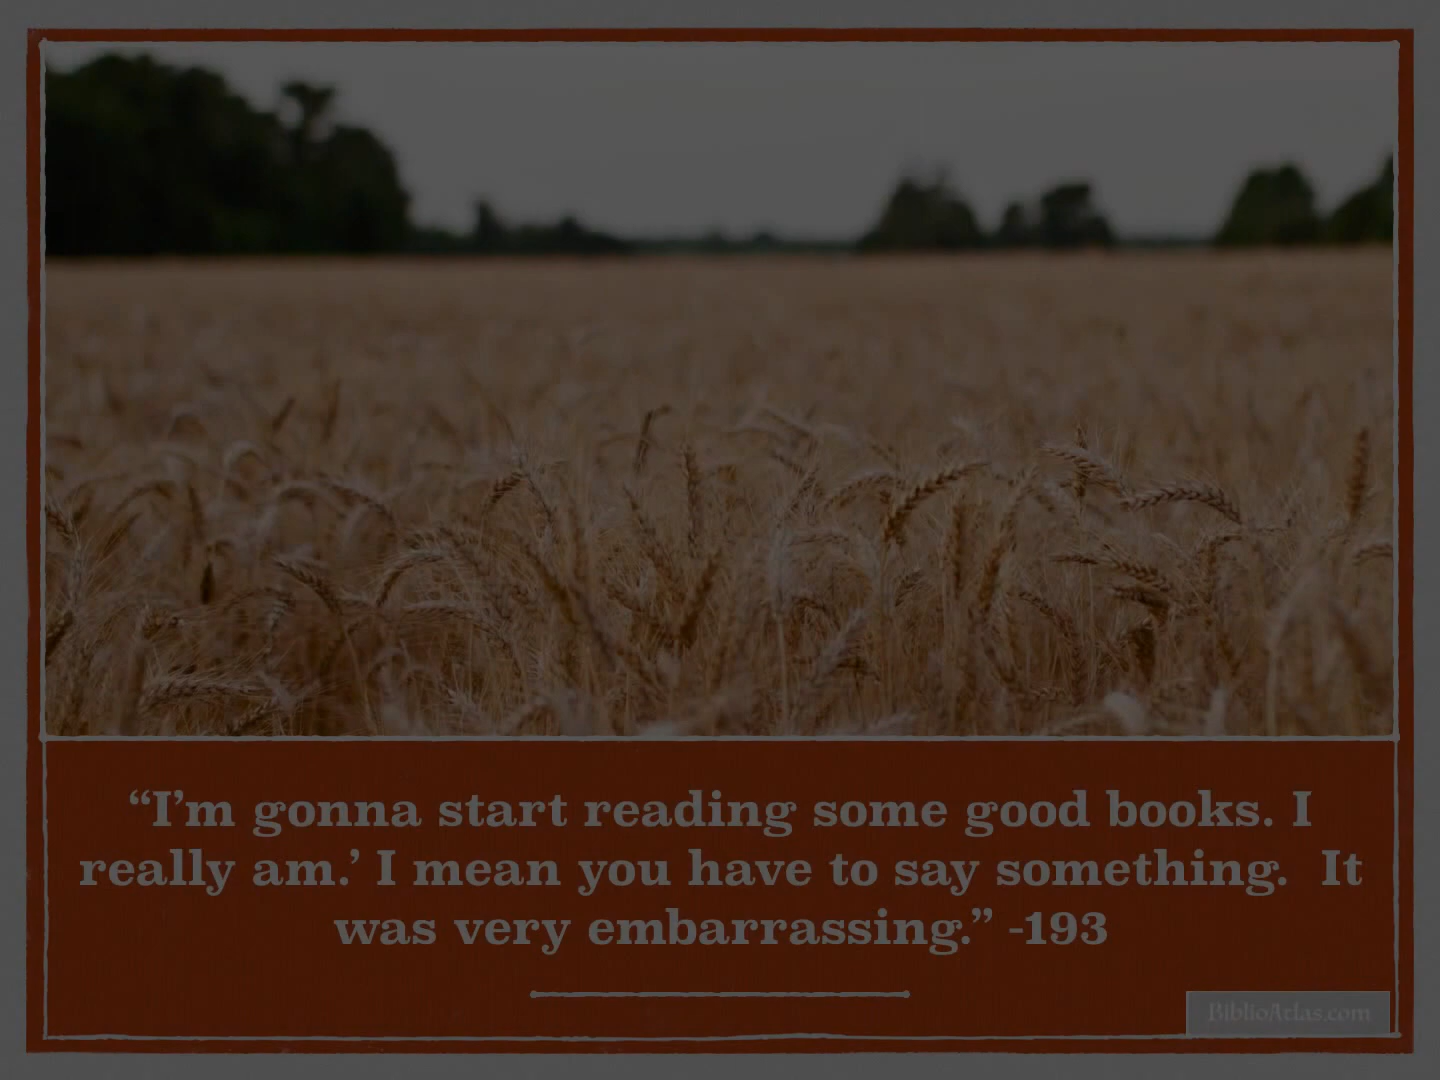 “I’m gonna start reading some good books. I
really am.’ I mean you have to say something.  It
was very embarrassing.” -193
BiblioAtlas.com